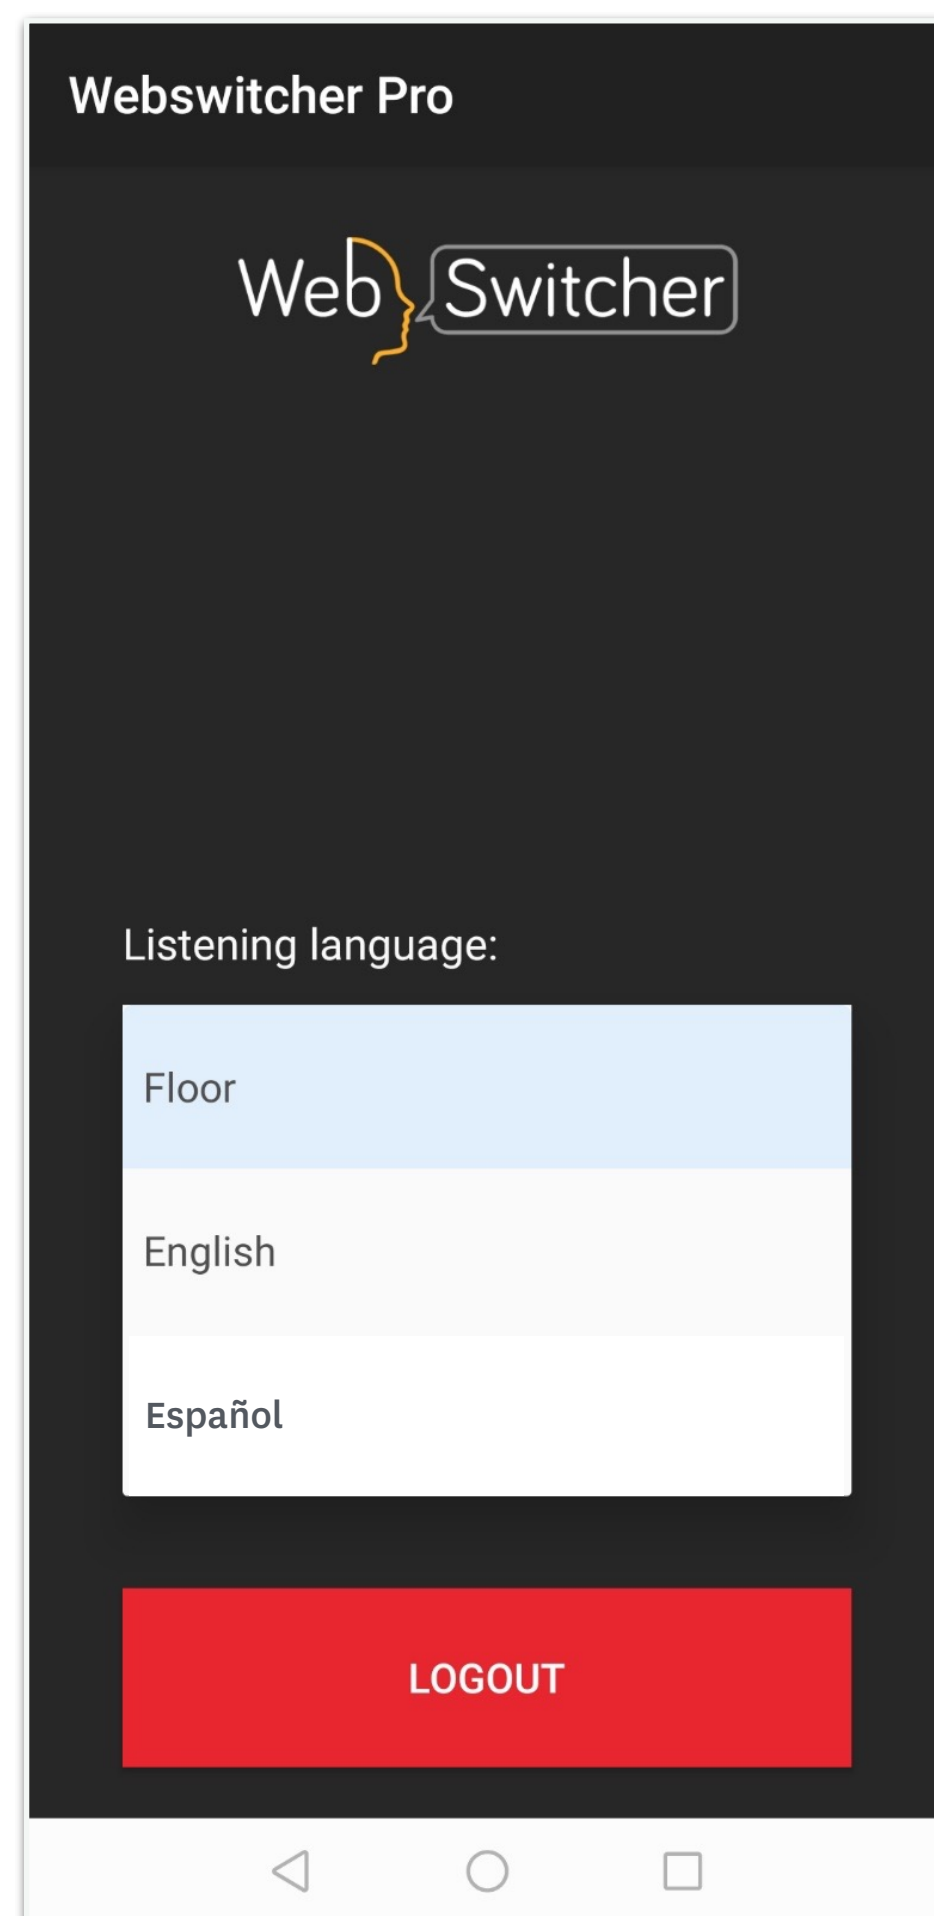 Webswitcher Pro
Web Switcher
Listening language:
Floor
English
Español
LOGOUT